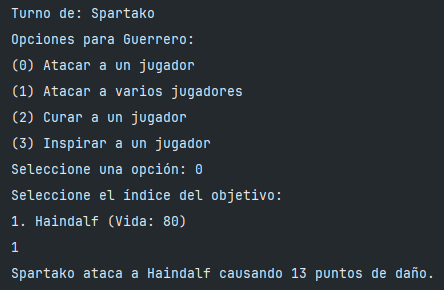 Turno de: Spartako
Opciones para Guerrero:
(0) Atacar a un jugador
(1) Atacar a varios jugadores
(2) Curar a un jugador
(3) Inspirar a un jugador
Seleccione una opción: 0
Seleccione el índice del objetivo:
1. Haindalf (Vida: 80)
1
Spartako ataca a Haindalf causando 13 puntos de daño.